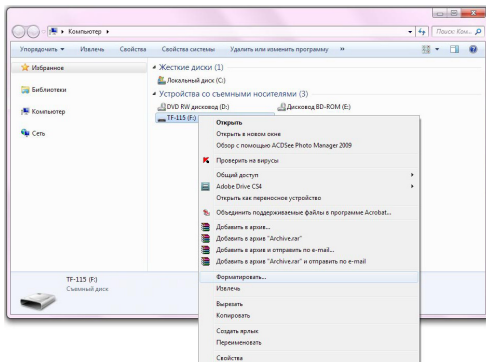 Компьютер
Поиск: Ком...
Упорядочить Извлечь Свойства Свойства системы Удалить или изменить программу »
Избранное
Библиотеки
Компьютер
Сеть
Жесткие диски (1)
Локальный диск (C:)
Устройства со съемными носителями (3)
DVD RW дисковод (D:) Дисковод BD-ROM (E:)
TF-115 (F:)
Открыть
Открыть в новом окне
Обзор с помощью ACDSee Photo Manager 2009
Проверить на вирусы
Общий доступ
Adobe Drive CS4
Открыть как переносное устройство
Объединить поддерживаемые файлы в программе Acrobat...
Добавить в архив...
Добавить в архив "Archive.rar"
Добавить в архив и отправить по e-mail...
Добавить в архив "Archive.rar" и отправить по e-mail
Форматировать...
Извлечь
Вырезать
Копировать
Создать ярлык
Переименовать
Свойства
TF-115 (F:)
Съемный диск